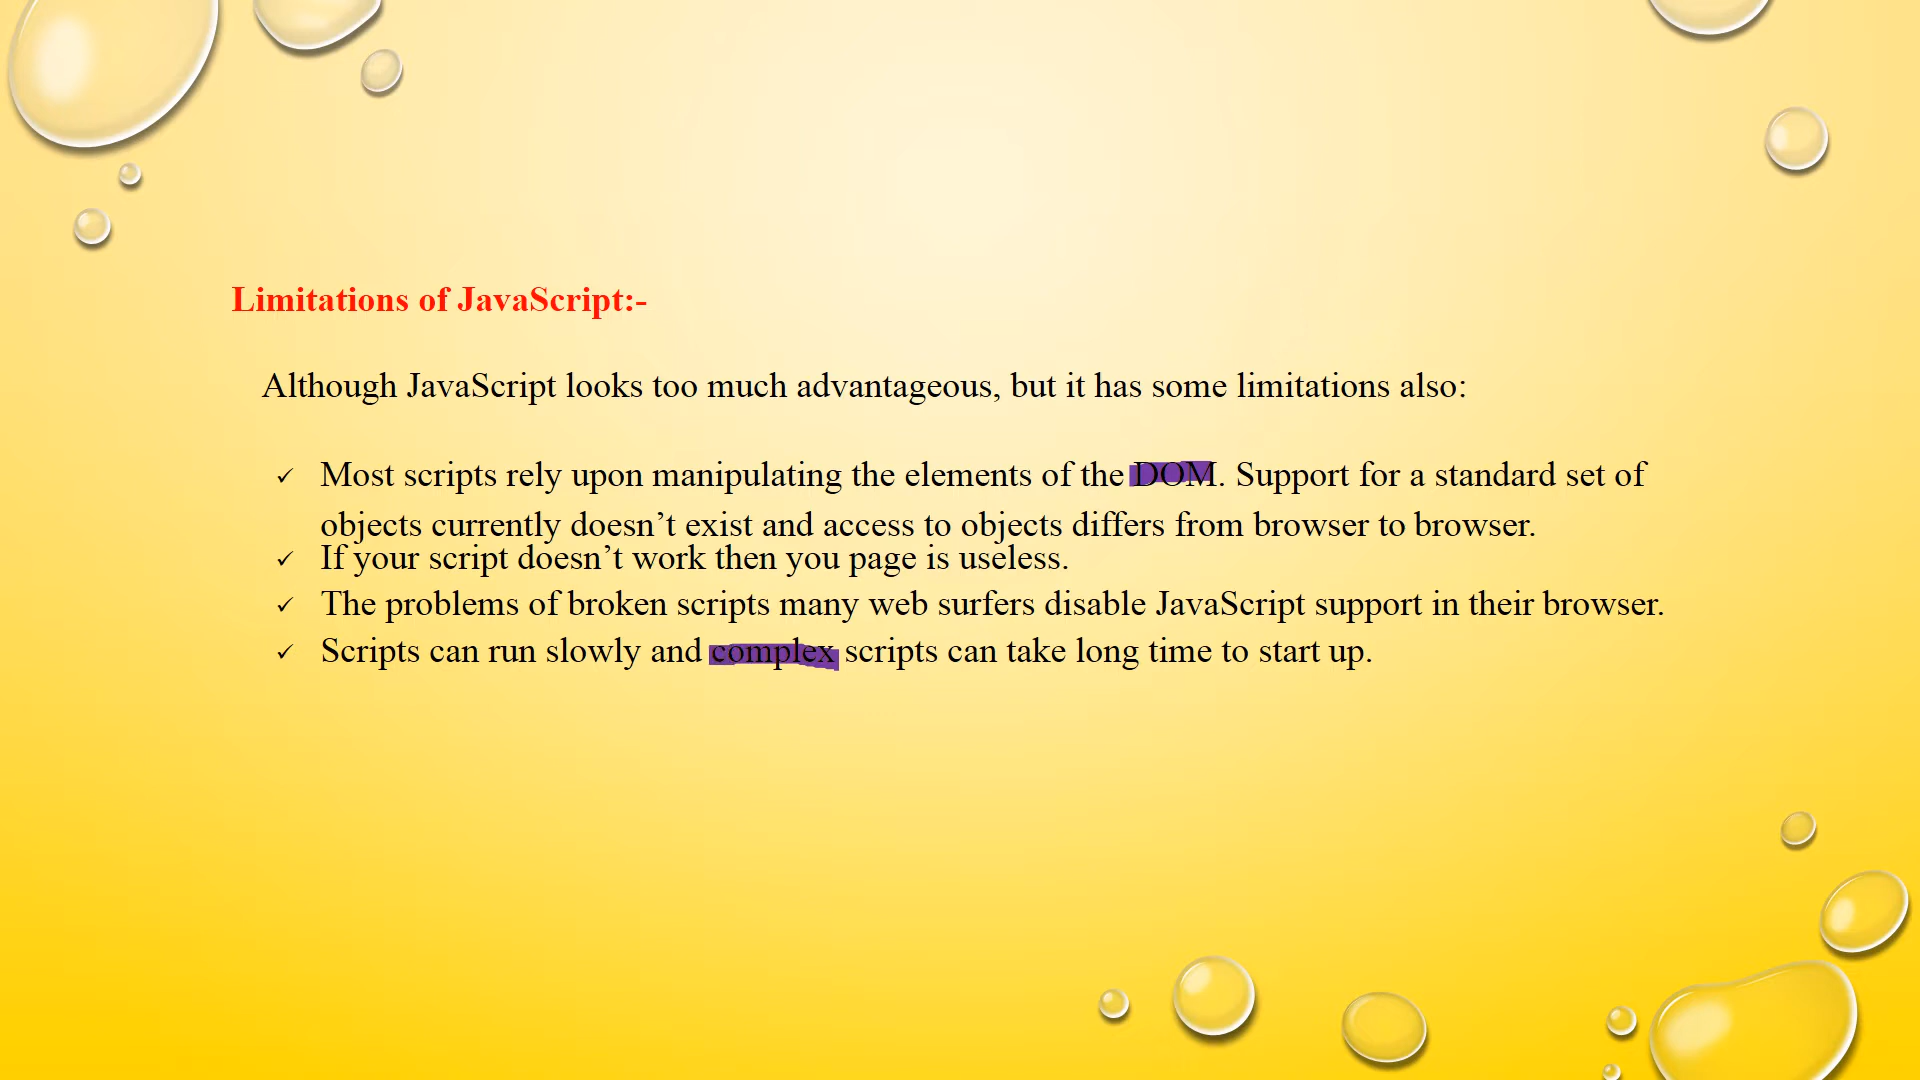 Limitations of JavaScript:-
Although JavaScript looks too much advantageous, but it has some limitations also:
✓ Most scripts rely upon manipulating the elements of the DOM. Support for a standard set of
objects currently doesn’t exist and access to objects differs from browser to browser.
✓ If your script doesn’t work then you page is useless.
✓ The problems of broken scripts many web surfers disable JavaScript support in their browser.
✓ Scripts can run slowly and complex scripts can take long time to start up.